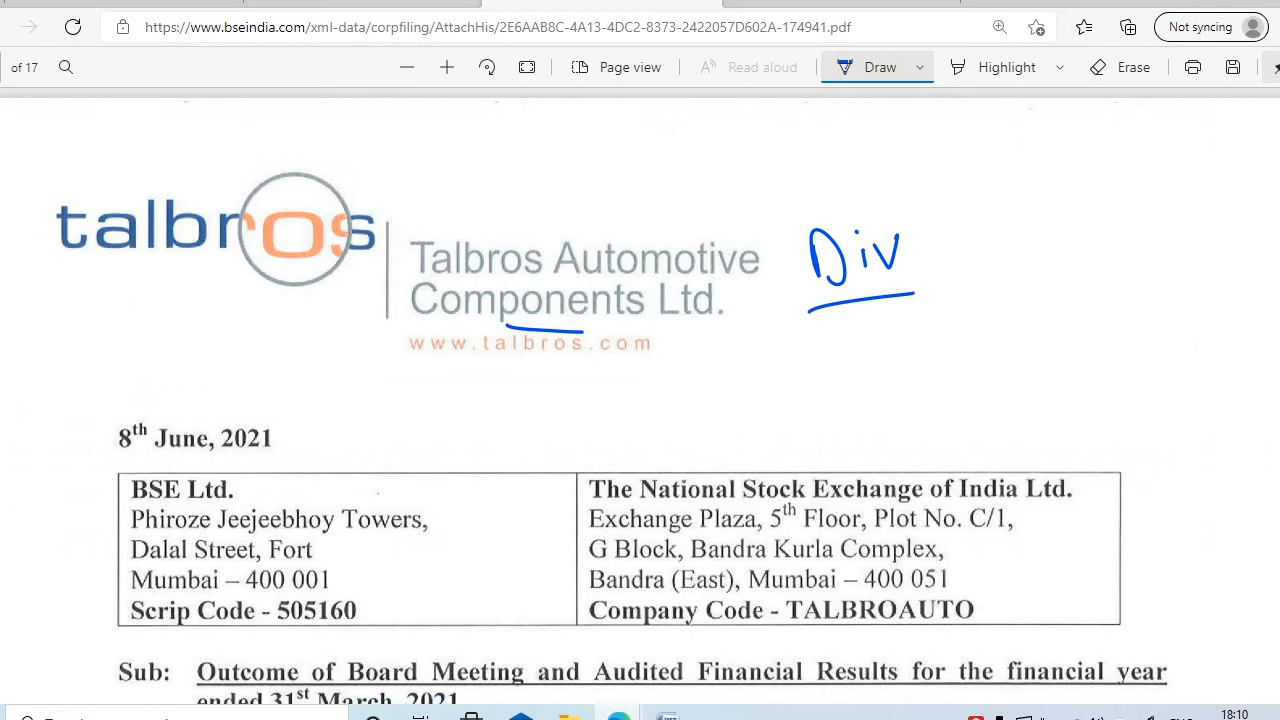 https://www.bseindia.com/xml-data/corpfiling/AttachHis/2E6AAB8C-4A13-4DC2-8373-2422057D602A-174941.pdf
Not syncing
of 17
Page view
Read aloud
Draw
Highlight
Erase
talbros
Talbros Automotive
Components Ltd.
www.talbros.com
Div
8th June, 2021
BSE Ltd.
Phiroze Jeejeebhoy Towers,
Dalal Street, Fort
Mumbai – 400 001
Scrip Code - 505160
The National Stock Exchange of India Ltd.
Exchange Plaza, 5th Floor, Plot No. C/1,
G Block, Bandra Kurla Complex,
Bandra (East), Mumbai – 400 051
Company Code - TALBROAUTO
Sub: Outcome of Board Meeting and Audited Financial Results for the financial year
ended 31st March, 2021
18:10